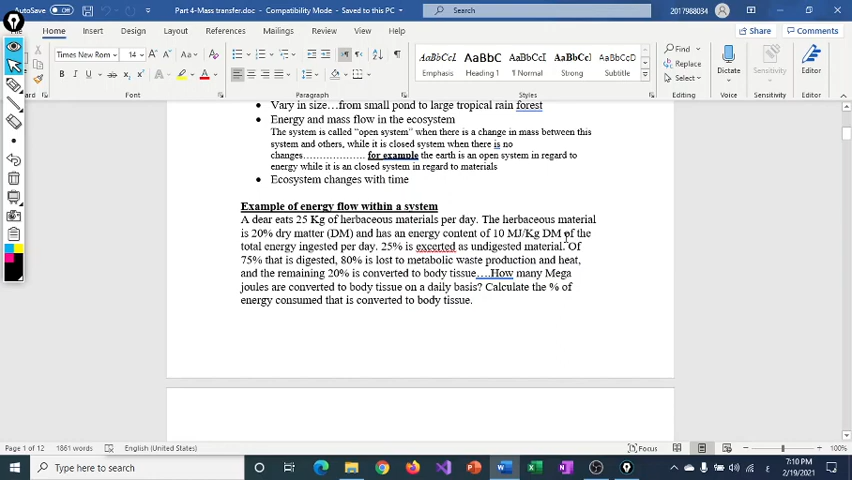 AutoSave Off Part 4-Mass transfer.doc - Compatibility Mode - Saved to this PC Search 2017988034
File Home Insert Design Layout References Mailings Review View Help Share Comments
Times New Rom 14 AaBbCcL AaBbC AaBbCcI AaBbCcI AaBbCcDd Find Dictate Sensitivity Editor
B I U Emphasis Heading 1 1 Normal Strong Subtitle Replace
Select
Font Paragraph Styles Editing Voice Sensitivity Editor
• Vary in size…from small pond to large tropical rain forest
• Energy and mass flow in the ecosystem
The system is called "open system" when there is a change in mass between this
system and others, while it is closed system when there is no
changes……………….. for example the earth is an open system in regard to
energy while it is an closed system in regard to materials
• Ecosystem changes with time
Example of energy flow within a system
A dear eats 25 Kg of herbaceous materials per day. The herbaceous material
is 20% dry matter (DM) and has an energy content of 10 MJ/Kg DM of the
total energy ingested per day. 25% is excerted as undigested material. Of
75% that is digested, 80% is lost to metabolic waste production and heat,
and the remaining 20% is converted to body tissue….How many Mega
joules are converted to body tissue on a daily basis? Calculate the % of
energy consumed that is converted to body tissue.
Page 1 of 12 1861 words English (United States) Focus 100%
Type here to search 7:10 PM
2/19/2021